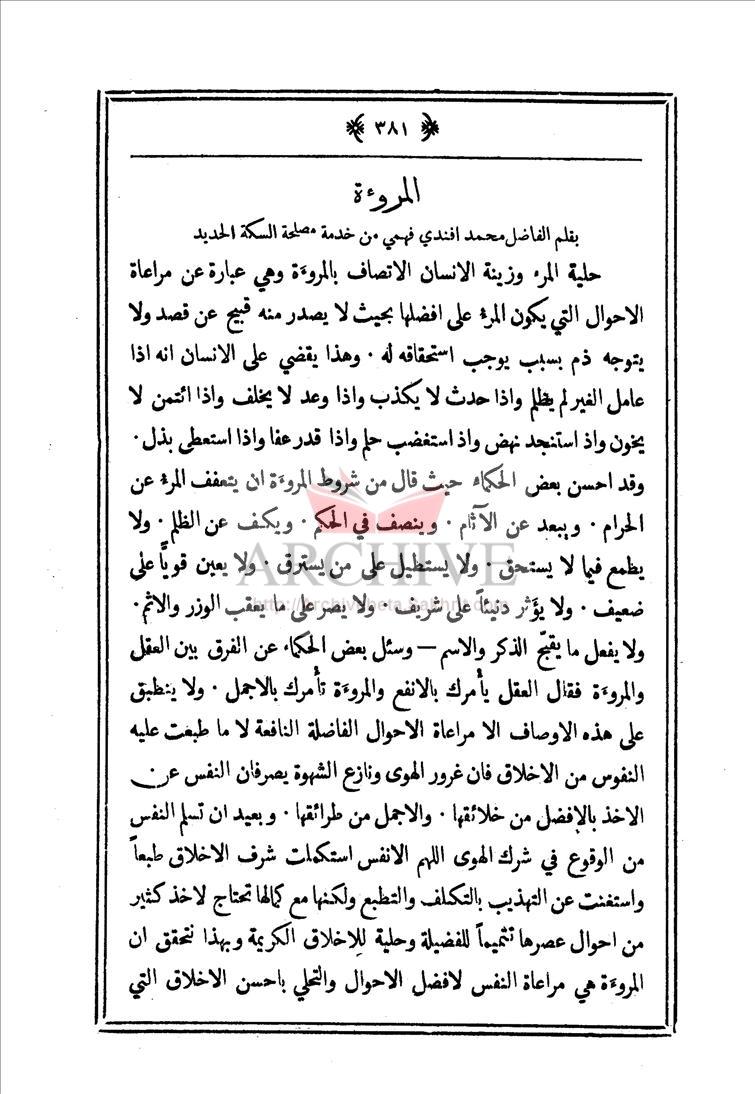 ﴿ ٣٨١ ﴾
المروءة
بقلم الفاضل محمد افندي فهمي من خدمة مصلحة السكة الحديد
حلية المرء وزينة الانسان الاتصاف بالمروءة وهي عبارة عن مراعاة
الاحوال التي يكون المرء على افضلها بحيث لا يصدر منه قبيح عن قصد ولا
يتوجه ذم بسبب يوجب استحقاقه له · وهذا يقضي على الانسان انه اذا
عامل الغير لم يظلم واذا حدث لا يكذب واذا وعد لا يخلف واذا ائتمن لا
يخون واذ استنجد نهض واذ استغضب حلم واذا قدر عفا واذا استعطى بذل ·
وقد احسن بعض الحكماء حيث قال من شروط المروءة ان يتعفف المرء عن
الحرام · ويبعد عن الآثام · وينصف في الحكم · ويكف عن الظلم · ولا
يطمع فيما لا يستحق · ولا يستطيل على من يسترق · ولا يعين قويًّا على
ضعيف · ولا يؤثر دنيئاً على شريف · ولا يصر على ما يعقب الوزر والاثم ·
ولا يفعل ما يقبّح الذكر والاسم — وسئل بعض الحكماء عن الفرق بين العقل
والمروءة فقال العقل يأمرك بالانفع والمروءة تأمرك بالاجمل · ولا ينطبق
على هذه الاوصاف الا مراعاة الاحوال الفاضلة النافعة لا ما طبعت عليه
النفوس من الاخلاق فان غرور الهوى ونازع الشهوة يصرفان النفس عن
الاخذ بالافضل من خلائقها · والاجمل من طرائقها · وبعيد ان تسلم النفس
من الوقوع في شرك الهوى اللهم الانفس استكملت شرف الاخلاق طبعاً
واستغنت عن التهذيب بالتكلف والتطبع ولكنها مع كمالها تحتاج لاخذ كثير
من احوال عصرها تتميماً للفضيلة وحلية للاخلاق الكريمة وبهذا نتحقق ان
المروءة هي مراعاة النفس لافضل الاحوال والتحلي باحسن الاخلاق التي
ARCHIVE